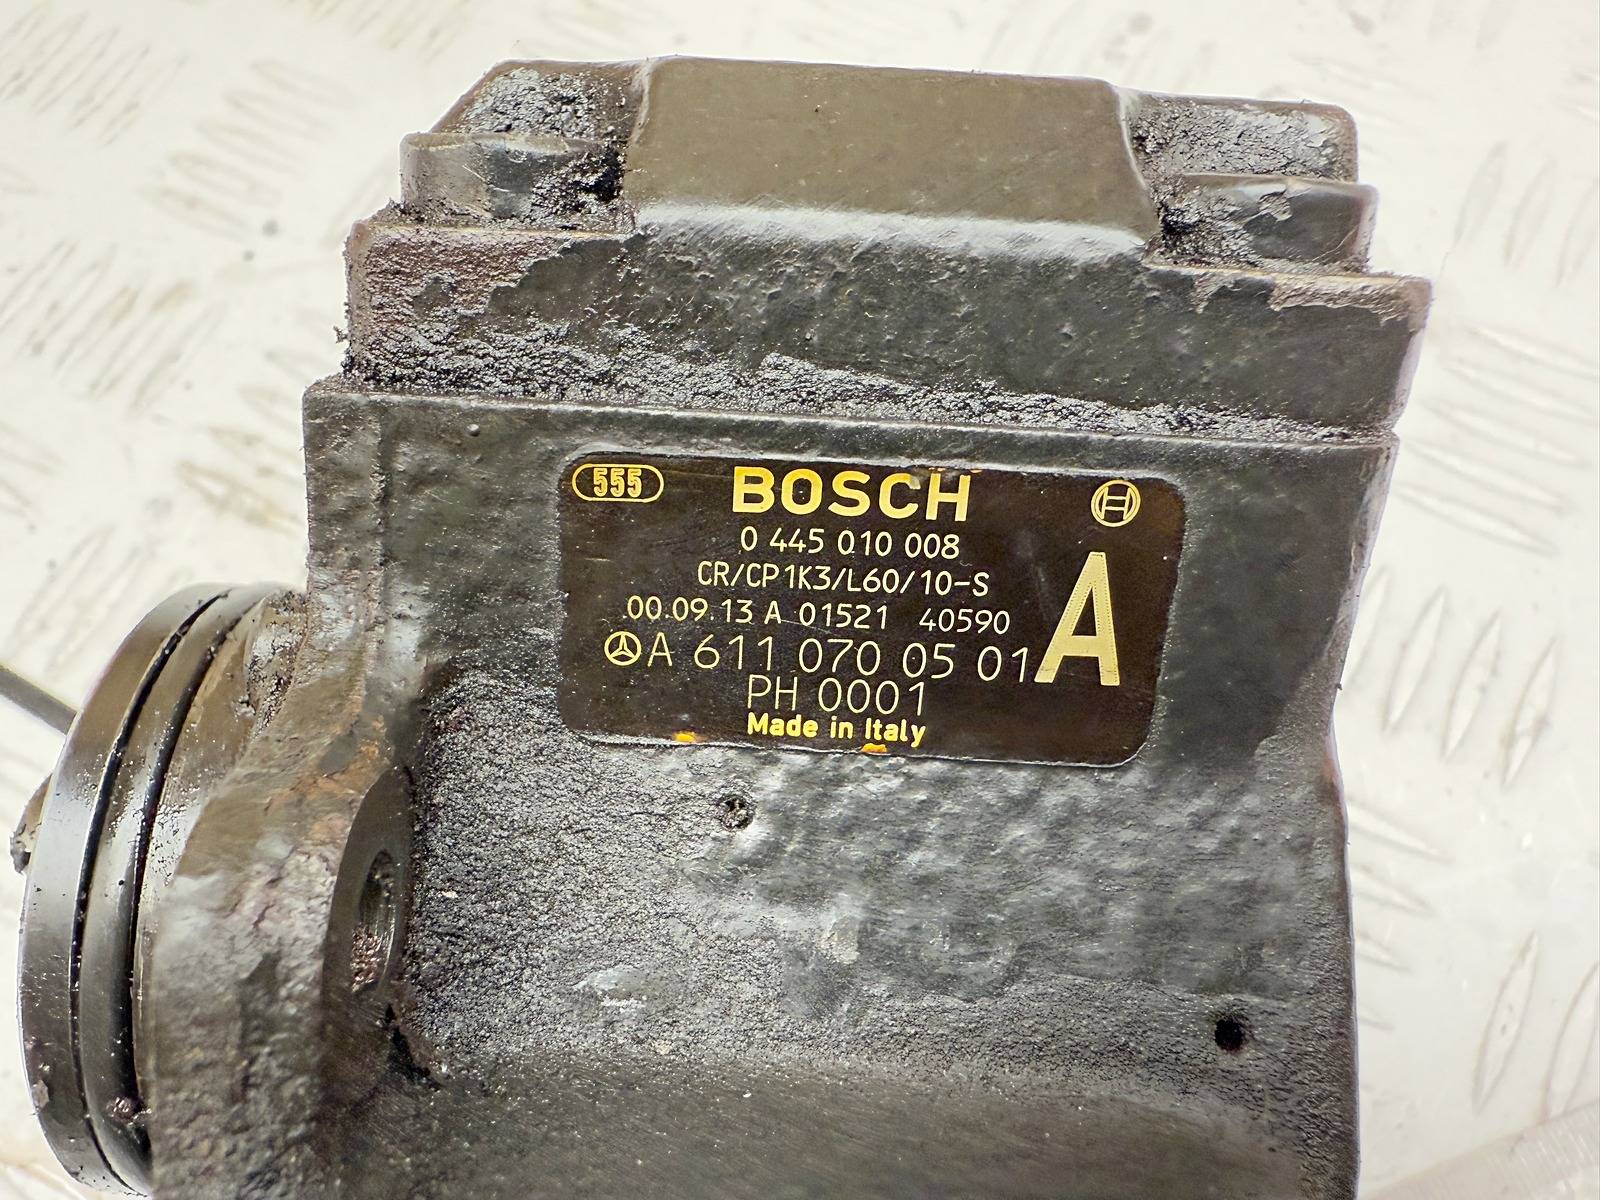 555 BOSCH
0 445 010 008
CR/CP1K3/L60/10-S
00.09.13 A 01521 40590
A 611 070 05 01 A
PH 0001
Made in Italy